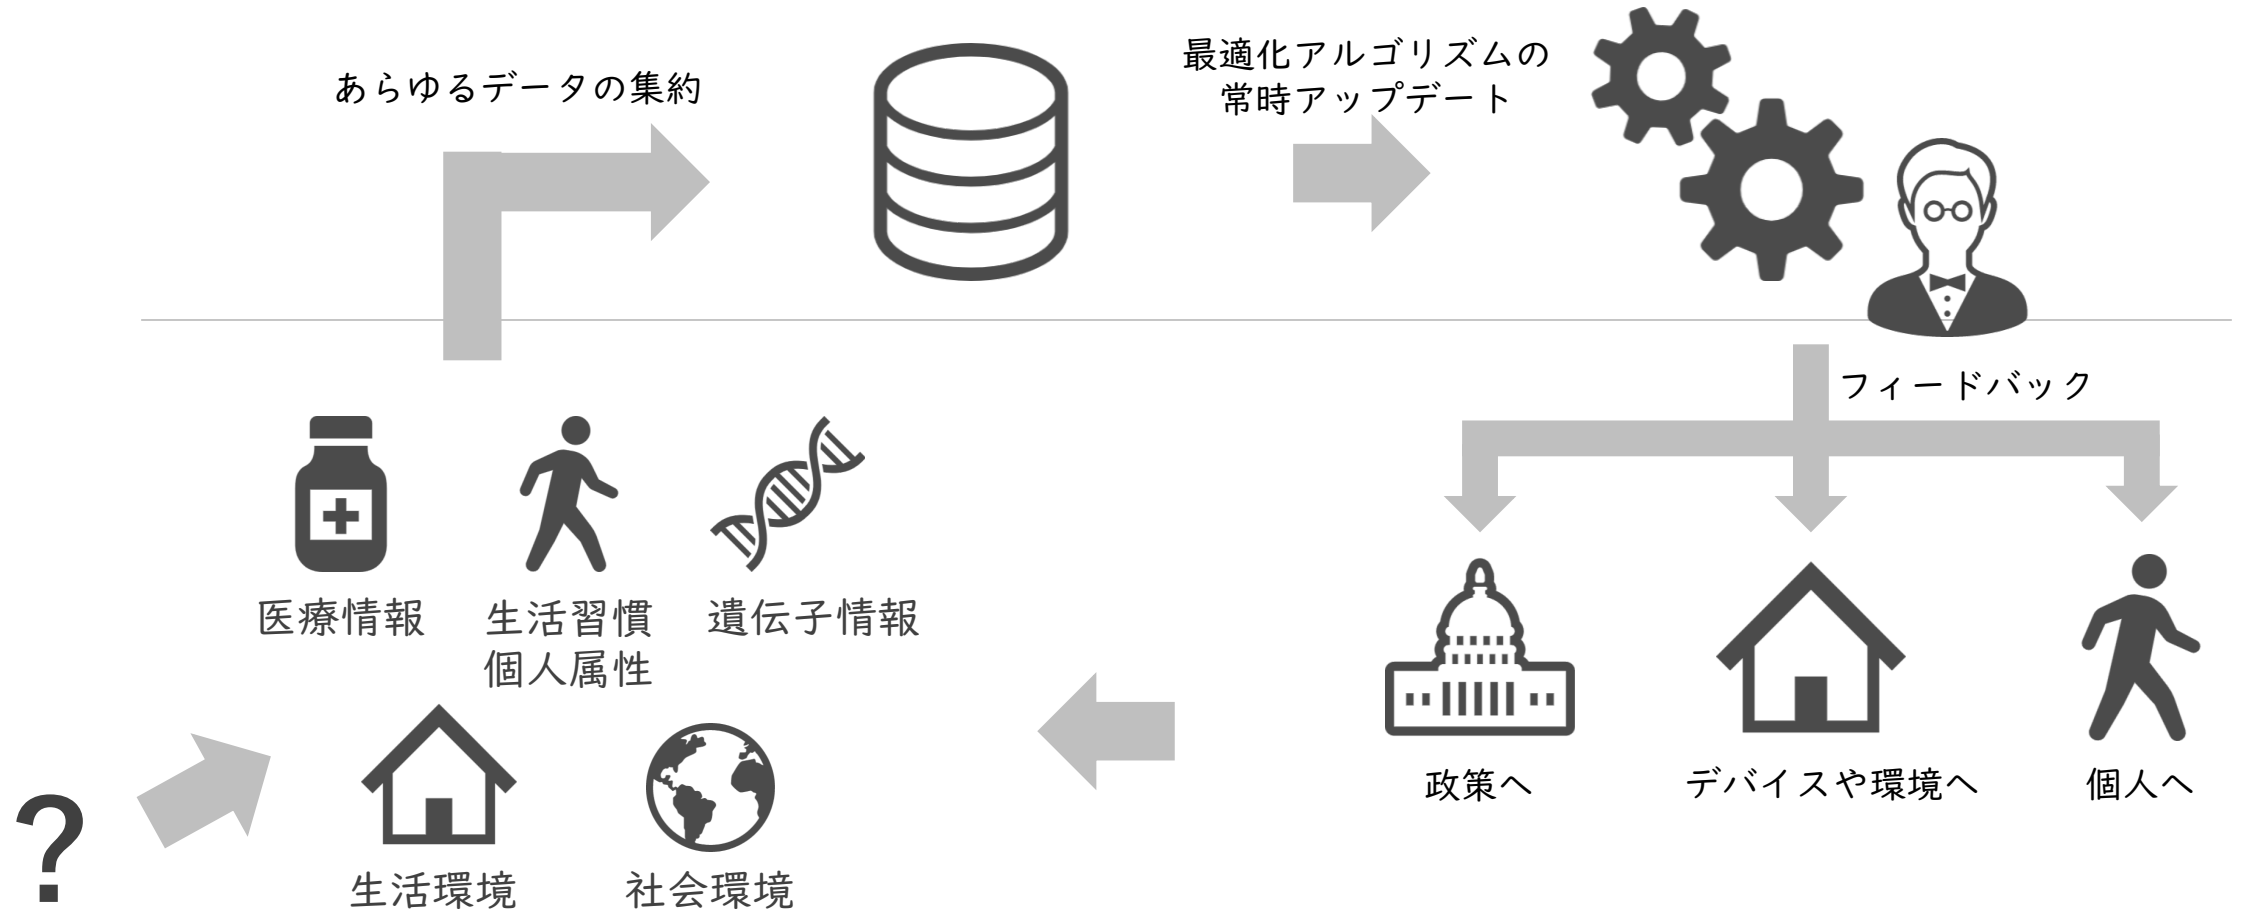 あらゆるデータの集約
最適化アルゴリズムの
常時アップデート
フィードバック
医療情報
生活習慣
個人属性
遺伝子情報
生活環境
社会環境
?
政策へ
デバイスや環境へ
個人へ